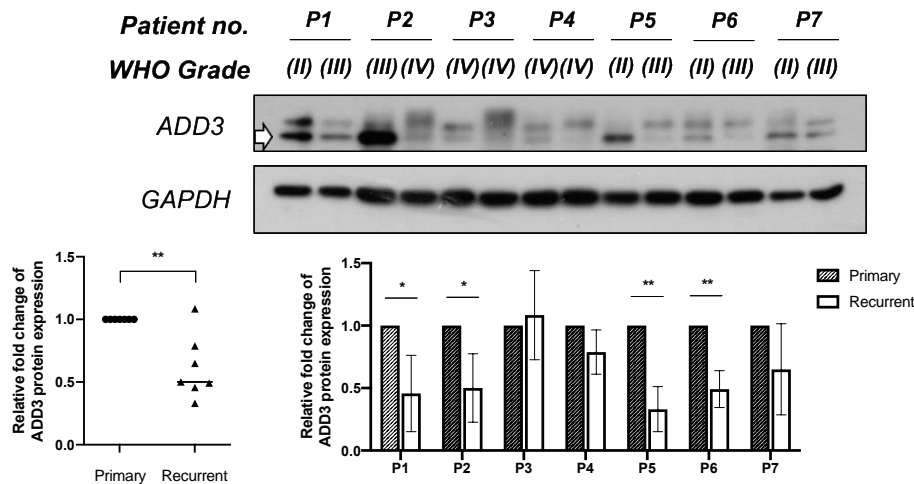 Patient no. P1 P2 P3 P4 P5 P6 P7
WHO Grade (II) (III) (III) (IV) (IV) (IV) (IV) (IV) (II) (III) (II) (III) (II) (III)
ADD3
GAPDH
Relative fold change of
ADD3 protein expression
1.5
1.0
0.5
0.0
**
Primary Recurrent
Relative fold change of
ADD3 protein expression
1.5
1.0
0.5
0.0
* * ** **
P1 P2 P3 P4 P5 P6 P7
Primary
Recurrent